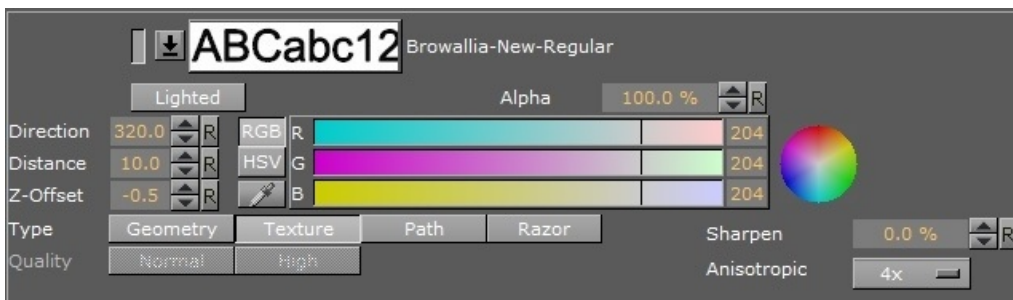 ABCabc12 Browallia-New-Regular
Lighted Alpha 100.0 % R
Direction 320.0 R RGB R 204
Distance 10.0 R HSV G 204
Z-Offset -0.5 R B 204
Type Geometry Texture Path Razor Sharpen 0.0 % R
Quality Normal High Anisotropic 4x